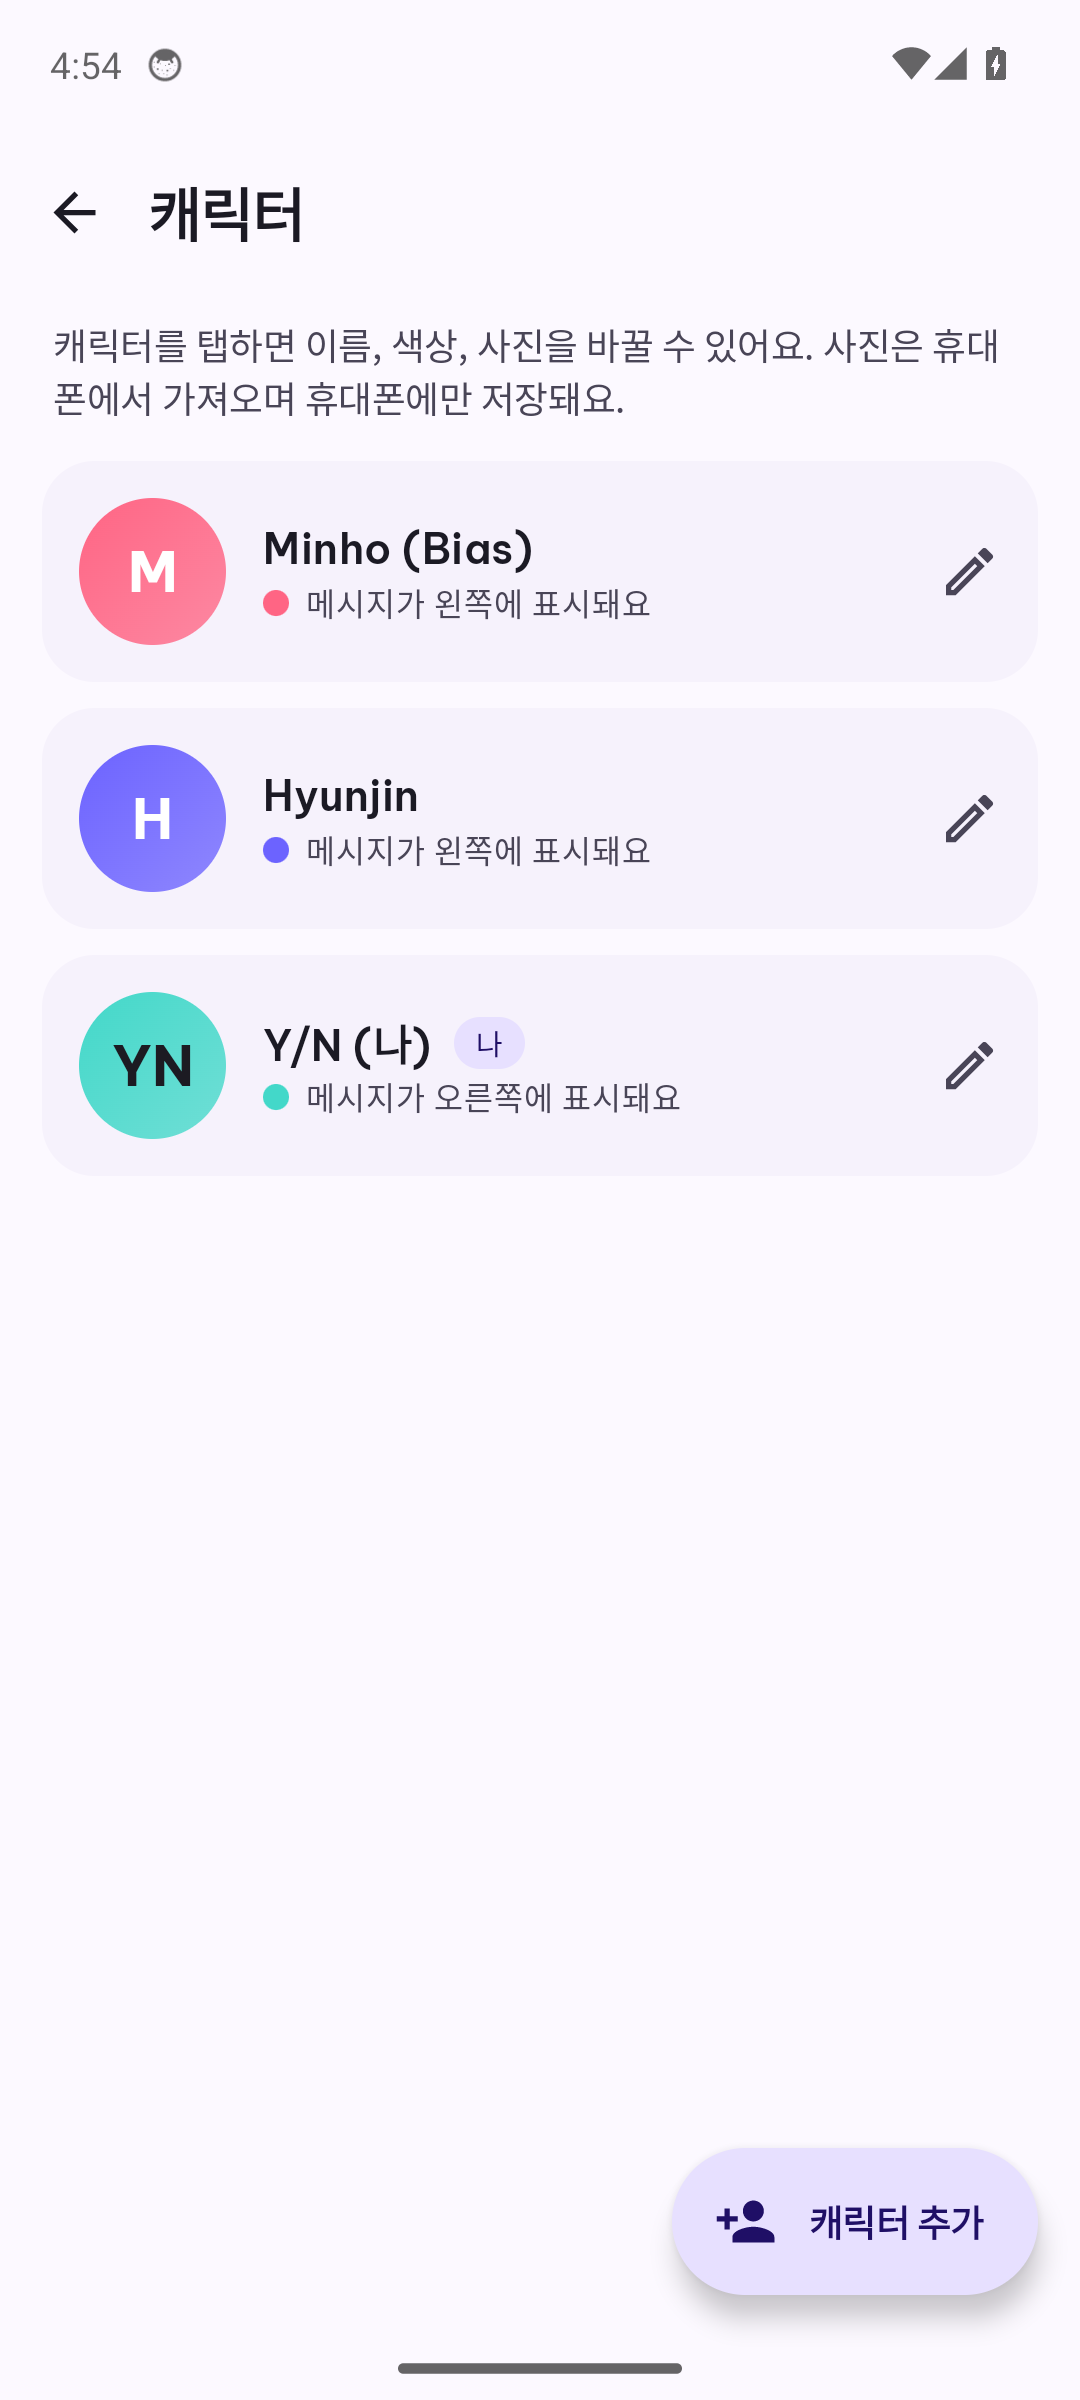 4:54
캐릭터
캐릭터를 탭하면 이름, 색상, 사진을 바꿀 수 있어요. 사진은 휴대
폰에서 가져오며 휴대폰에만 저장돼요.
M
Minho (Bias)
메시지가 왼쪽에 표시돼요
H
Hyunjin
메시지가 왼쪽에 표시돼요
YN
Y/N (나) 나
메시지가 오른쪽에 표시돼요
캐릭터 추가